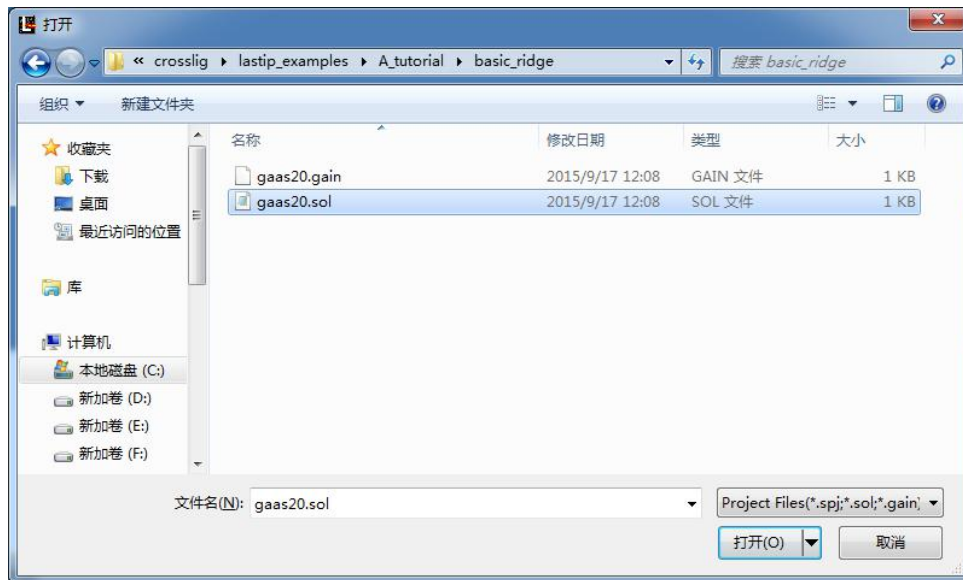 打开
« crosslig ▸ lastip_examples ▸ A_tutorial ▸ basic_ridge
搜索 basic_ridge
组织 新建文件夹
收藏夹
下载
桌面
最近访问的位置
库
计算机
本地磁盘 (C:)
新加卷 (D:)
新加卷 (E:)
新加卷 (F:)
名称 修改日期 类型 大小
gaas20.gain 2015/9/17 12:08 GAIN 文件 1 KB
gaas20.sol 2015/9/17 12:08 SOL 文件 1 KB
文件名(N): gaas20.sol
Project Files(*.spj;*.sol;*.gain;
打开(O) 取消